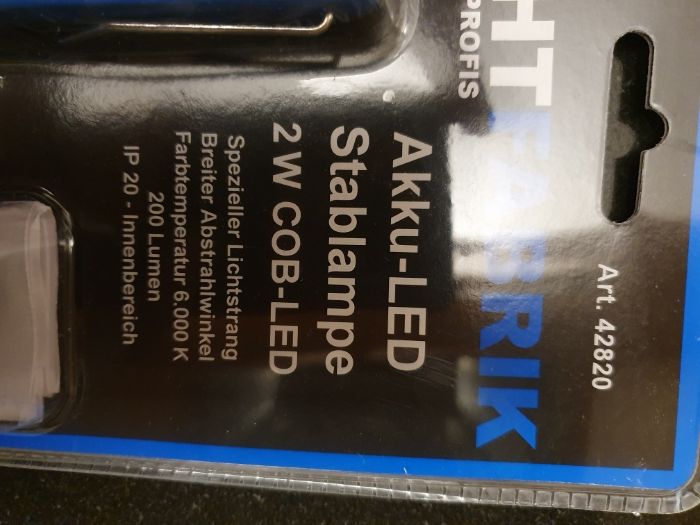 Art. 42820
HTFABRIK
PROFIS
Akku-LED
Stablampe
2 W COB-LED
Spezieller Lichtstrang
Breiter Abstrahlwinkel
Farbtemperatur 6.000 K
200 Lumen
IP 20 - Innenbereich